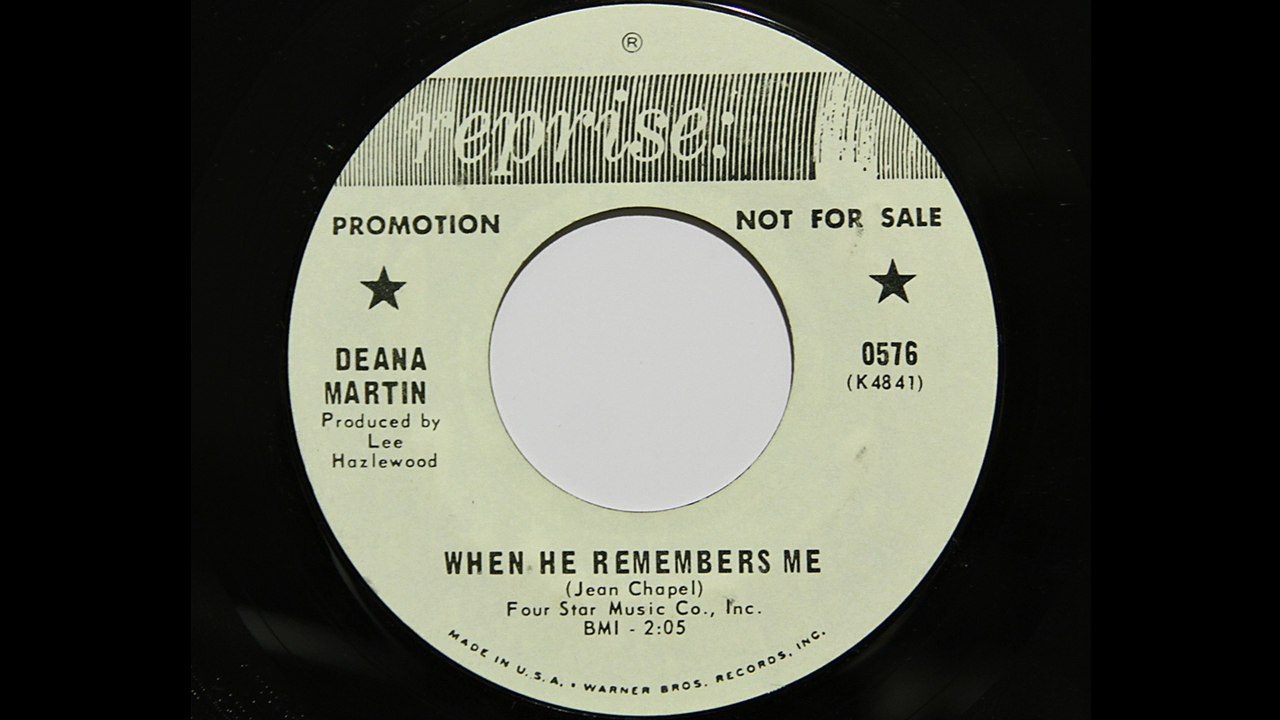 ®
reprise:
PROMOTION NOT FOR SALE
DEANA
MARTIN
Produced by
Lee
Hazlewood
0576
(K4841)
WHEN HE REMEMBERS ME
(Jean Chapel)
Four Star Music Co., Inc.
BMI - 2:05
MADE IN U.S.A. • WARNER BROS. RECORDS, INC.